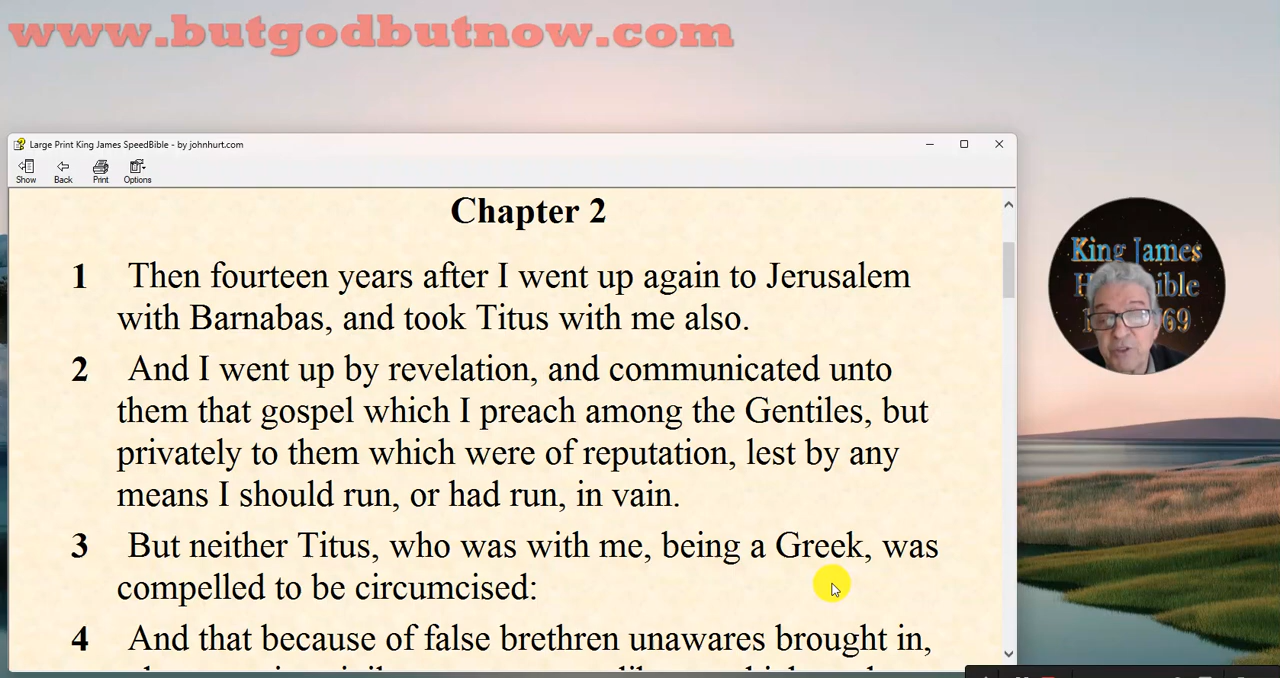 www.butgodbutnow.com
Large Print King James SpeedBible - by johnhurt.com
Show Back Print Options
Chapter 2
1 Then fourteen years after I went up again to Jerusalem
with Barnabas, and took Titus with me also.
2 And I went up by revelation, and communicated unto
them that gospel which I preach among the Gentiles, but
privately to them which were of reputation, lest by any
means I should run, or had run, in vain.
3 But neither Titus, who was with me, being a Greek, was
compelled to be circumcised:
4 And that because of false brethren unawares brought in,
King James
69